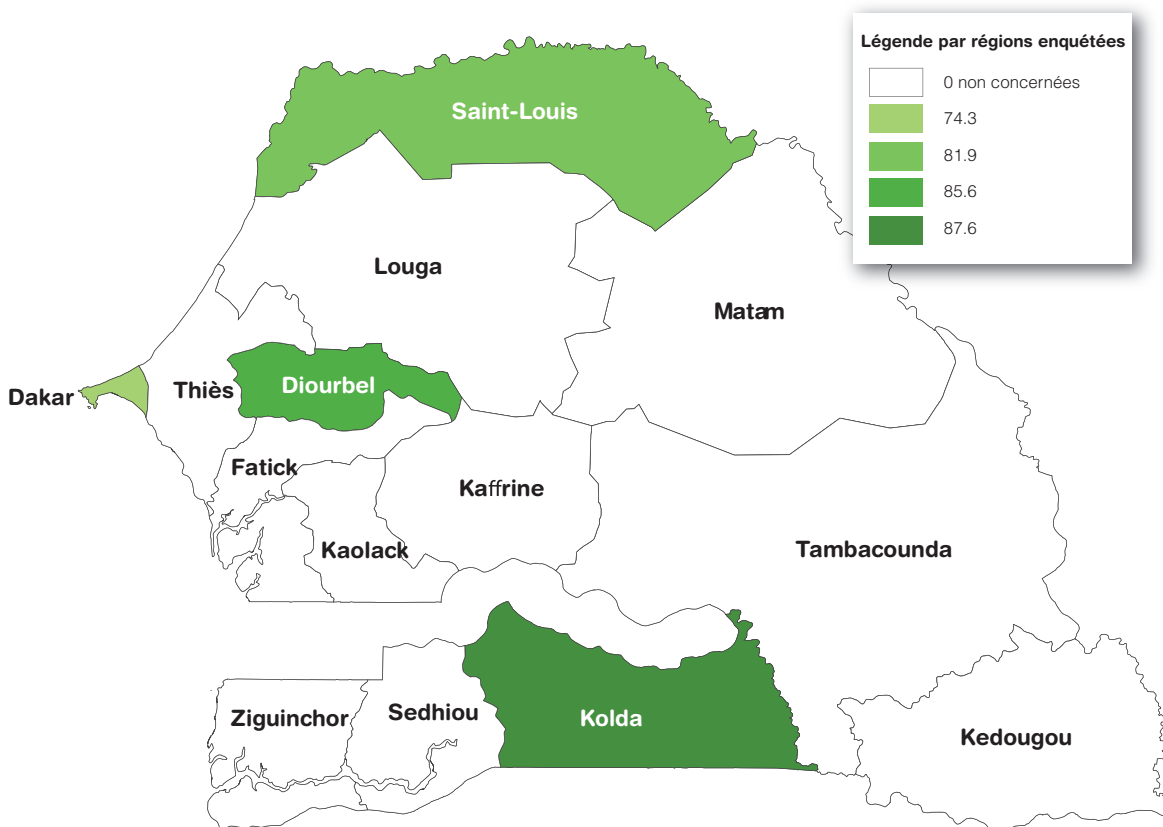 Légende par régions enquétées
0 non concernées
74.3
81.9
85.6
87.6
Saint-Louis
Louga
Matam
Dakar
Thiès
Diourbel
Fatick
Kaffrine
Kaolack
Tambacounda
Ziguinchor
Sedhiou
Kolda
Kedougou